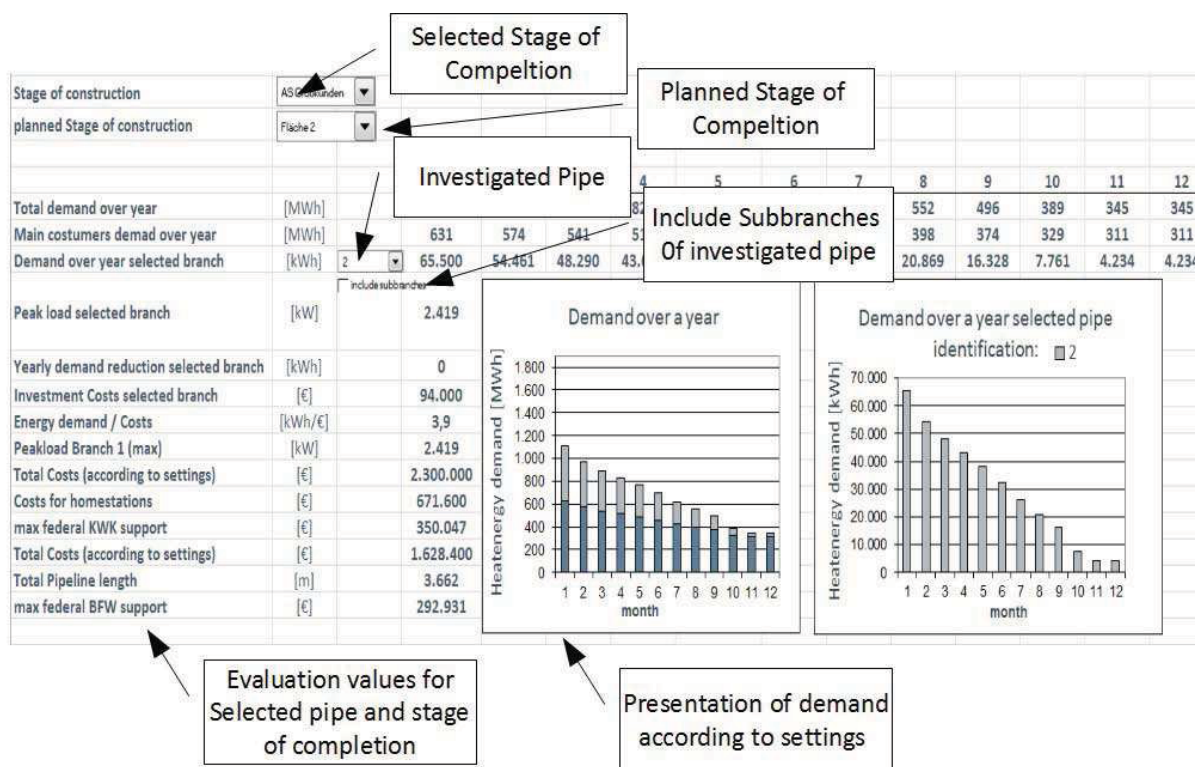 Selected Stage of
Compeltion
Stage of construction
planned Stage of construction Fläche 2
Planned Stage of
Compeltion
Investigated Pipe
4 5 6 7 8 9 10 11 12
Total demand over year [MWh] 552 496 389 345 345
Include Subbranches
0f investigated pipe
Main costumers demad over year [MWh] 631 574 541 398 374 329 311 311
Demand over year selected branch [kWh] 2 65.500 54.461 48.290 20.869 16.328 7.761 4.234 4.234
include subbranches
Peak load selected branch [kW] 2.419
Yearly demand reduction selected branch [kWh] 0
Investment Costs selected branch [€] 94.000
Energy demand / Costs [kWh/€] 3,9
Peakload Branch 1 (max) [kW] 2.419
Total Costs (according to settings) [€] 2.300.000
Costs for homestations [€] 671.600
max federal KWK support [€] 350.047
Total Costs (according to settings) [€] 1.628.400
Total Pipeline length [m] 3.662
max federal BFW support [€] 292.931
Demand over a year
Heatenergy demand [MWh]
1.800
1.600
1.400
1.200
1.000
800
600
400
200
0
1 2 3 4 5 6 7 8 9 10 11 12
month
Demand over a year selected pipe
identification: 2
Heatenergy demand [kWh]
70.000
60.000
50.000
40.000
30.000
20.000
10.000
0
1 2 3 4 5 6 7 8 9 10 11 12
month
Evaluation values for
Selected pipe and stage
of completion
Presentation of demand
according to settings